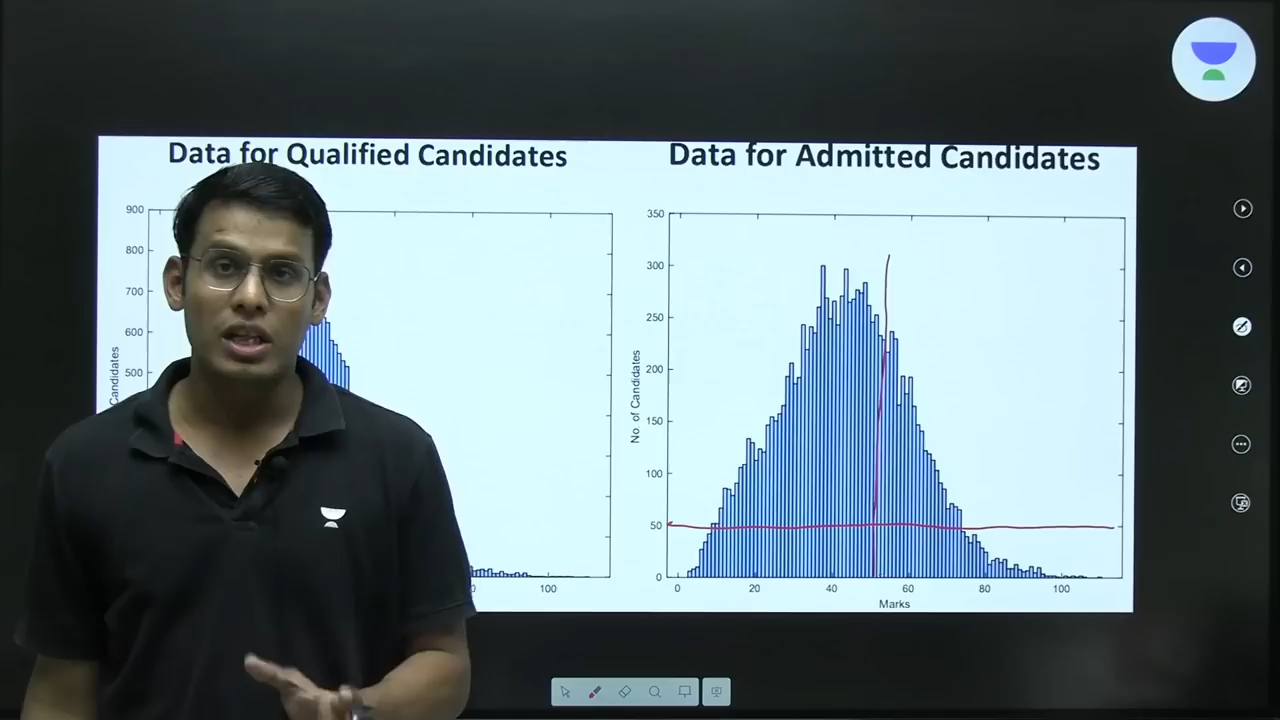 Data for Qualified Candidates
900
800
700
600
500
Candidates
100
Data for Admitted Candidates
350
300
250
200
150
100
50
0
No. of Candidates
0 20 40 60 80 100
Marks